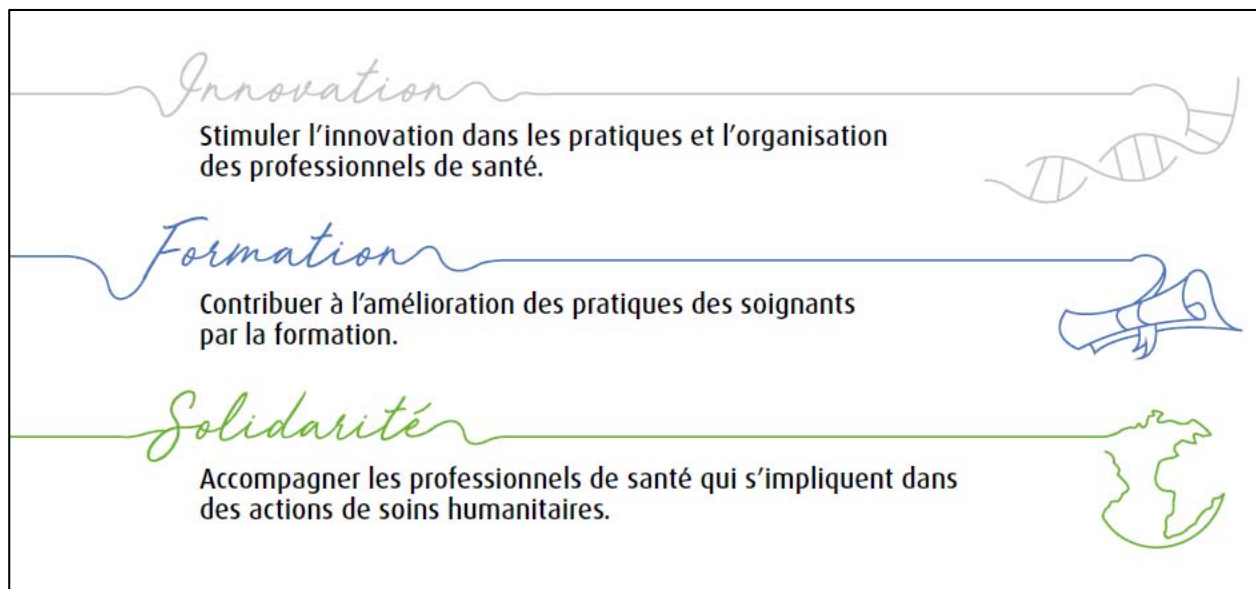 Innovation
Stimuler l'innovation dans les pratiques et l'organisation
des professionnels de santé.
Formation
Contribuer à l'amélioration des pratiques des soignants
par la formation.
Solidarité
Accompagner les professionnels de santé qui s'impliquent dans
des actions de soins humanitaires.